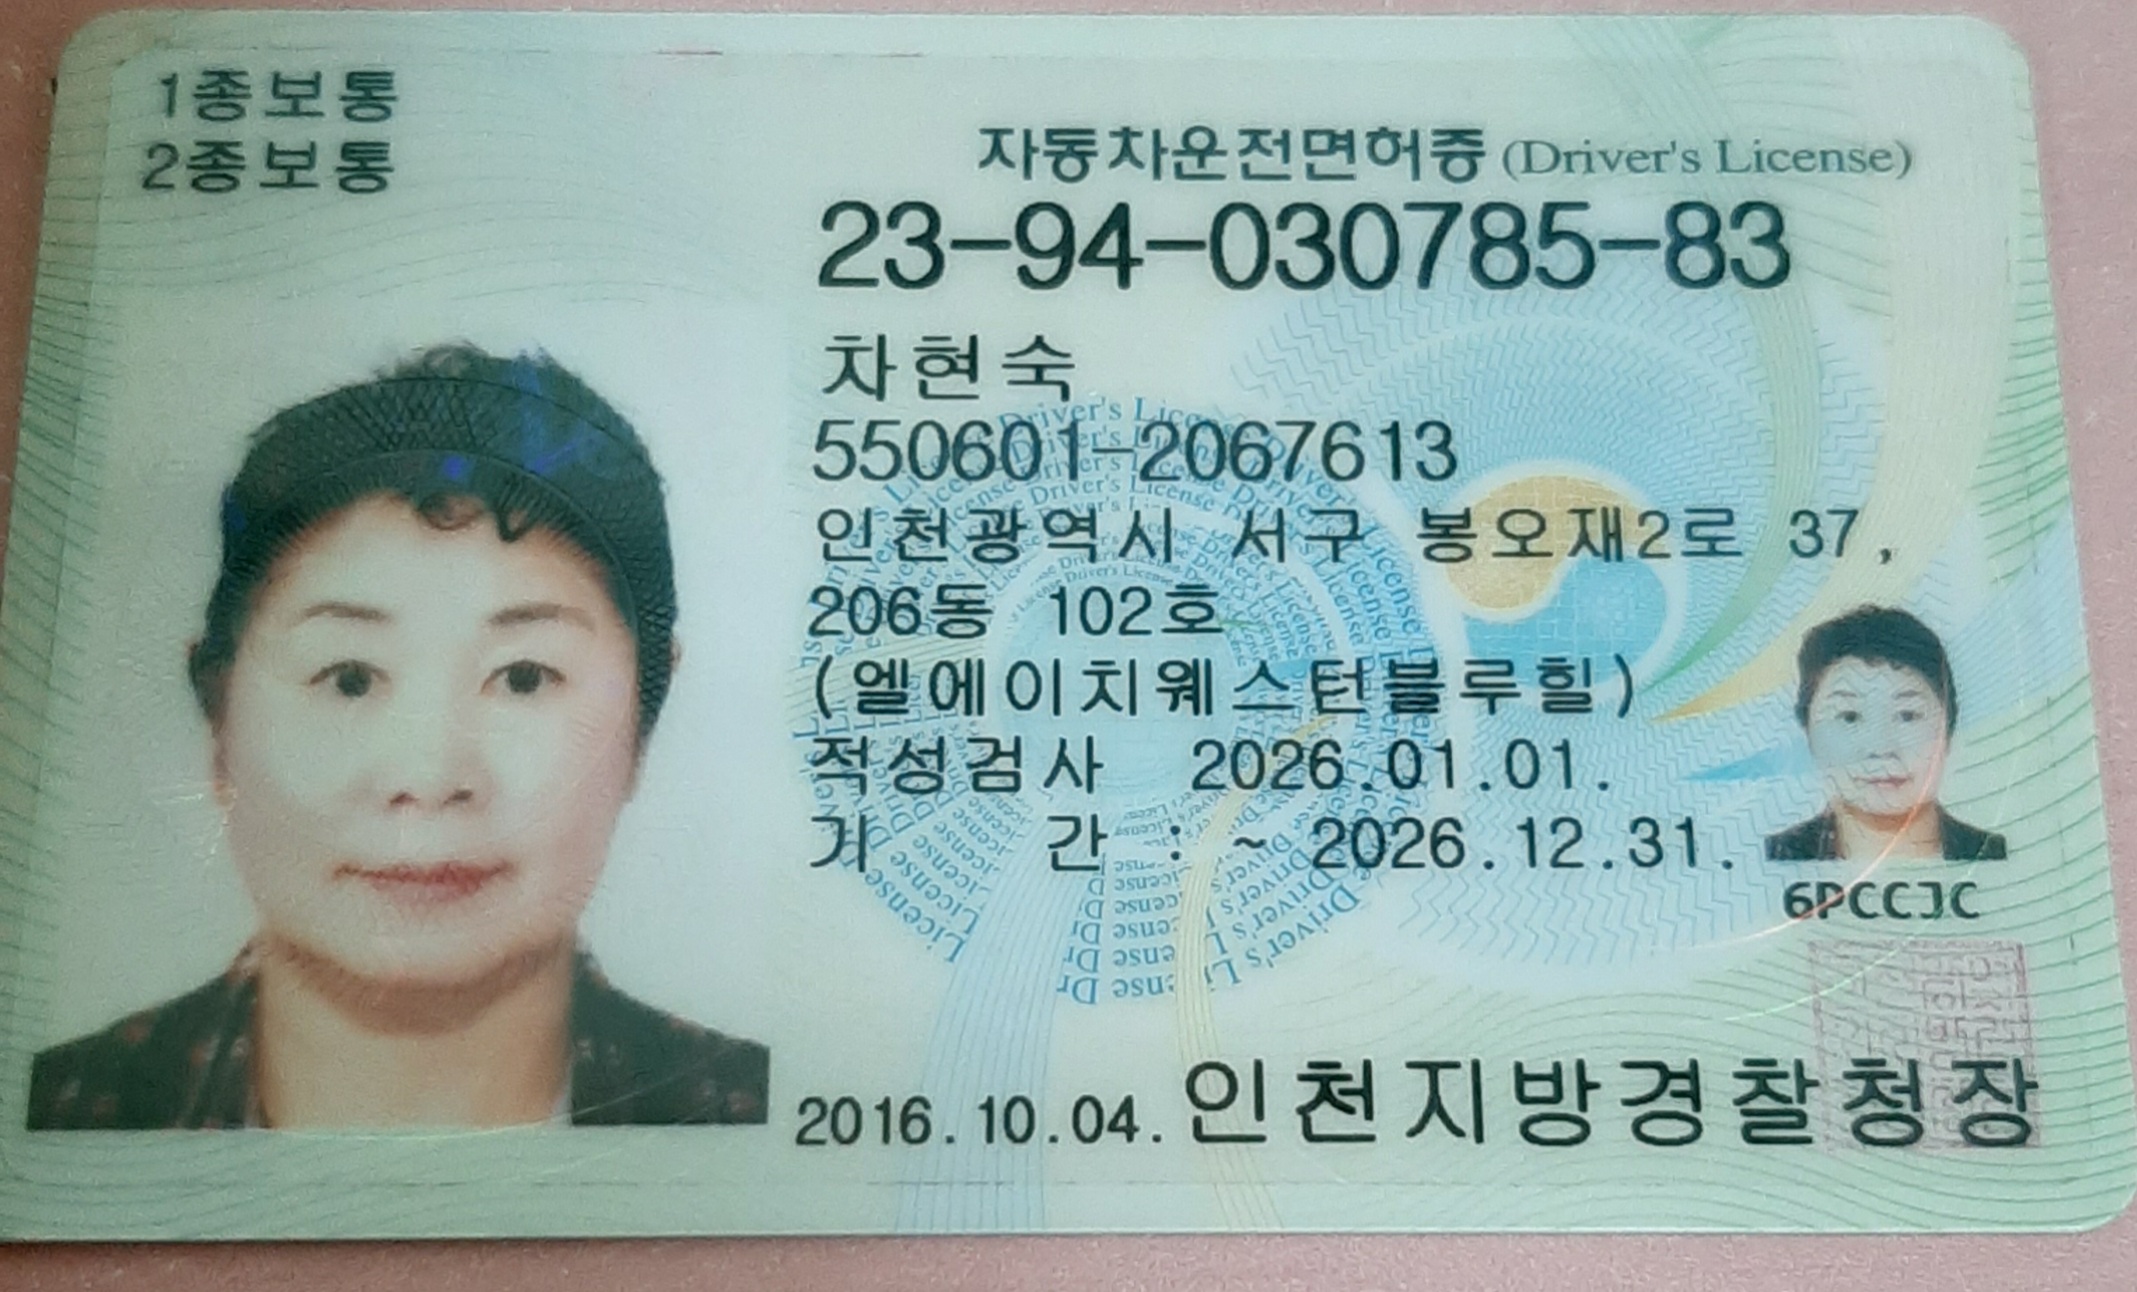 1종보통
2종보통
자동차운전면허증 (Driver's License)
23-94-030785-83
차현숙
550601-2067613
인천광역시 서구 봉오재2로 37,
206동 102호
(엘에이치웨스턴블루힐)
적성검사 2026.01.01.
기 간 : ~ 2026.12.31.
6PCCJC
2016.10.04. 인천지방경찰청장